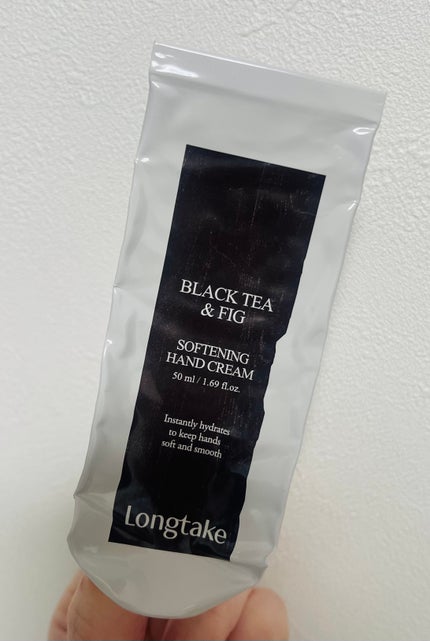 BLACK TEA
& FIG
SOFTENING
HAND CREAM
50 ml / 1.69 fl.oz.
Instantly hydrates
to keep hands
soft and smooth
Longtake